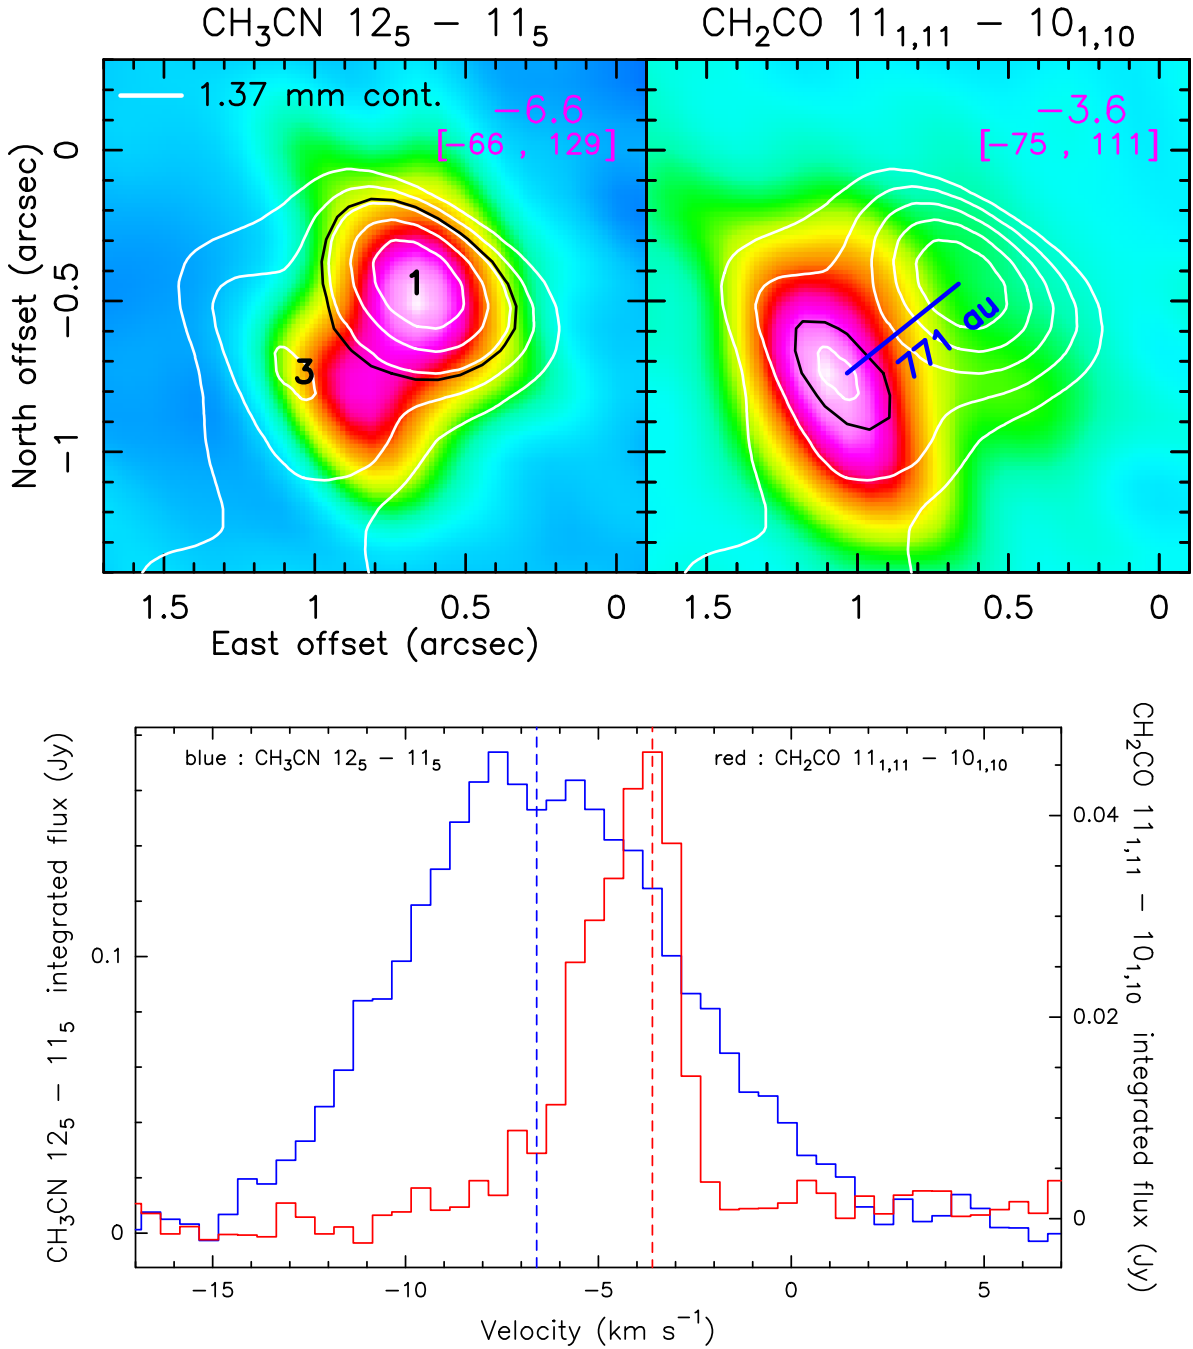 CH₃CN 12₅ − 11₅
CH₂CO 11₁,₁₁ − 10₁,₁₀
1.37 mm cont.
−6.6
[−66 , 129]
−3.6
[−75 , 111]
North offset (arcsec)
0
−0.5
−1
1
3
771 au
1.5 1 0.5 0
1.5 1 0.5 0
East offset (arcsec)
blue : CH₃CN 12₅ − 11₅
red : CH₂CO 11₁,₁₁ − 10₁,₁₀
CH₃CN 12₅ − 11₅ integrated flux (Jy)
0.1
0
CH₂CO 11₁,₁₁ − 10₁,₁₀ integrated flux (Jy)
0.04
0.02
0
−15 −10 −5 0 5
Velocity (km s⁻¹)